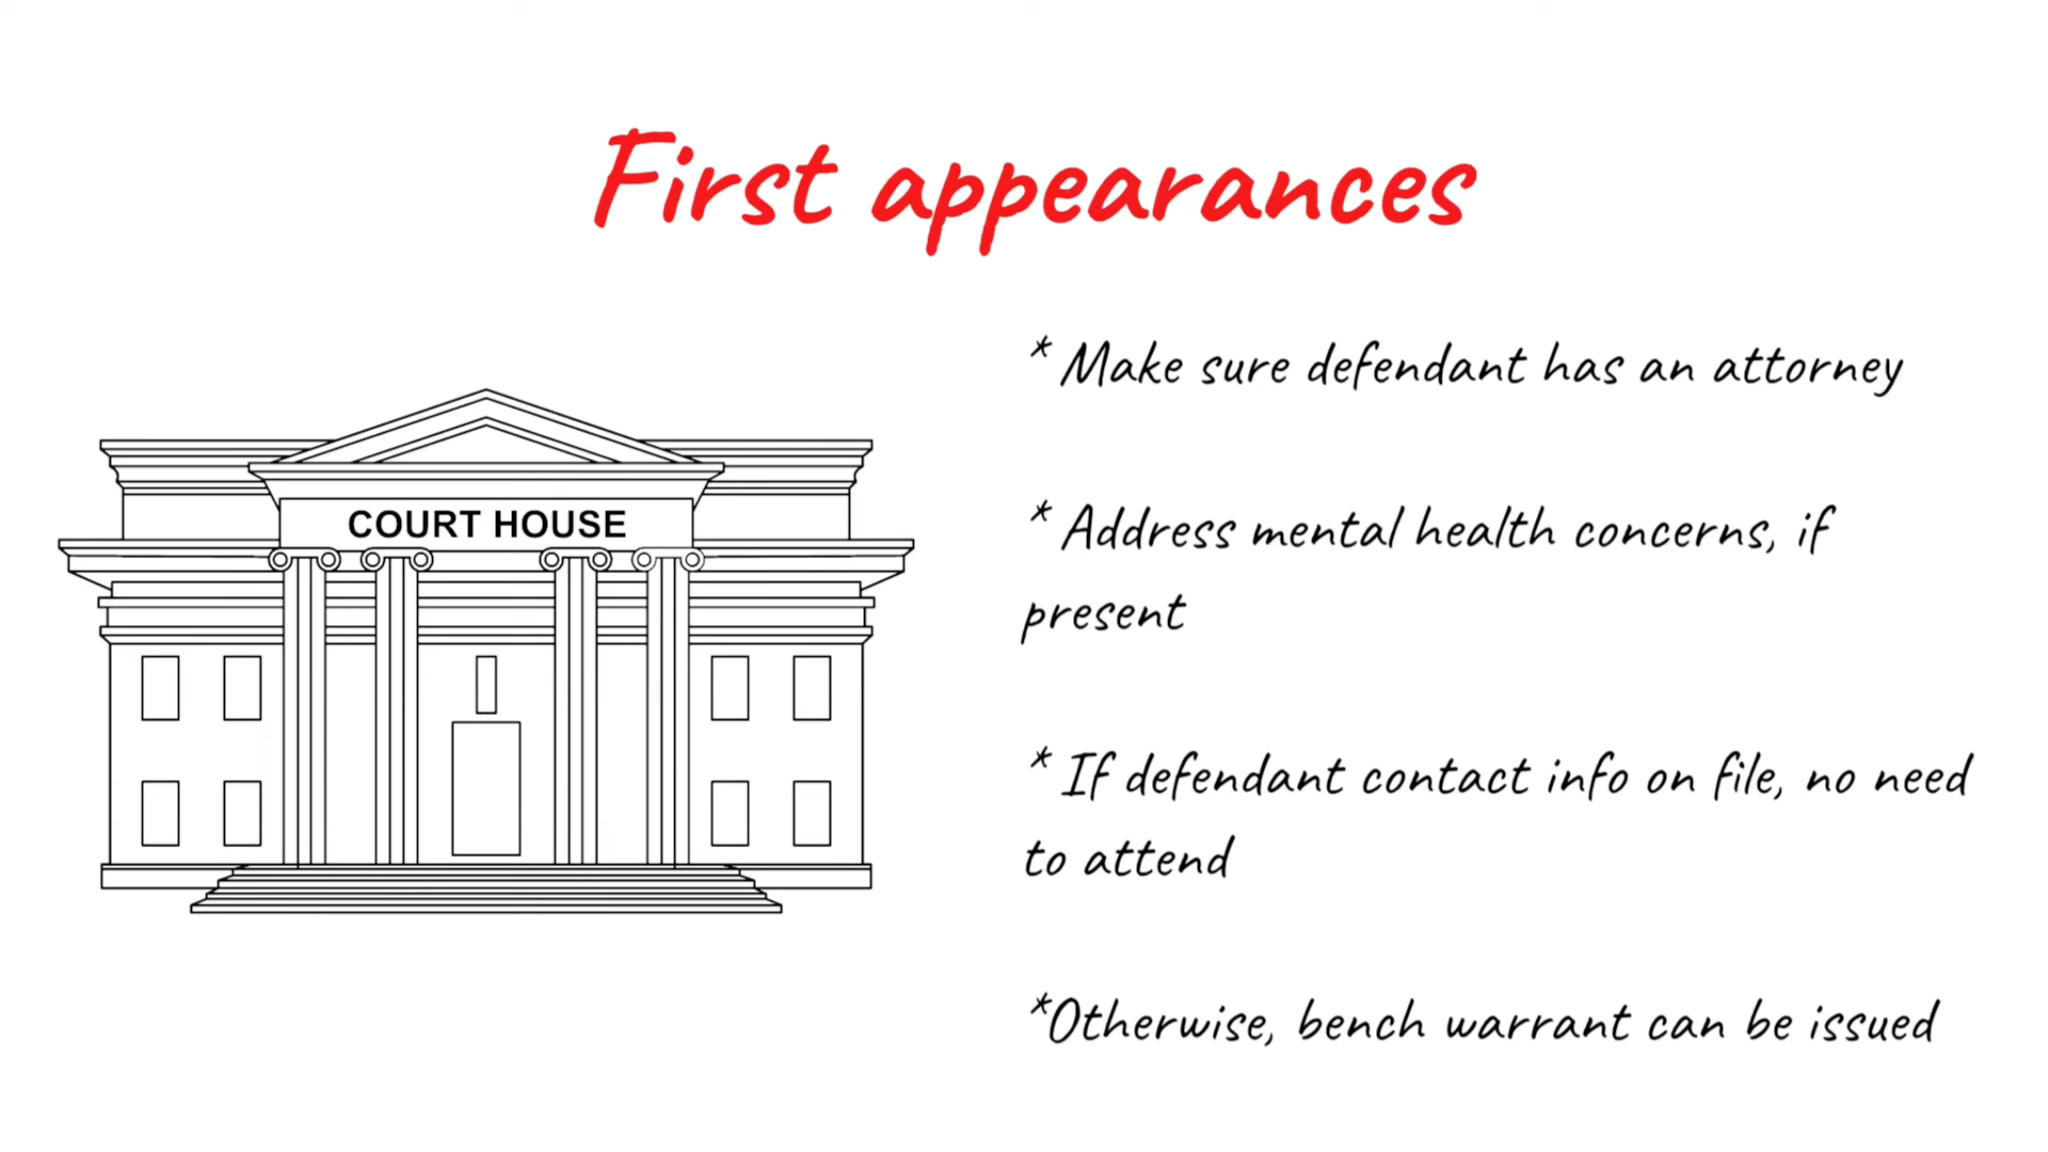 First appearances
* Make sure defendant has an attorney
COURT HOUSE
* Address mental health concerns, if
present
* If defendant contact info on file, no need
to attend
*Otherwise, bench warrant can be issued